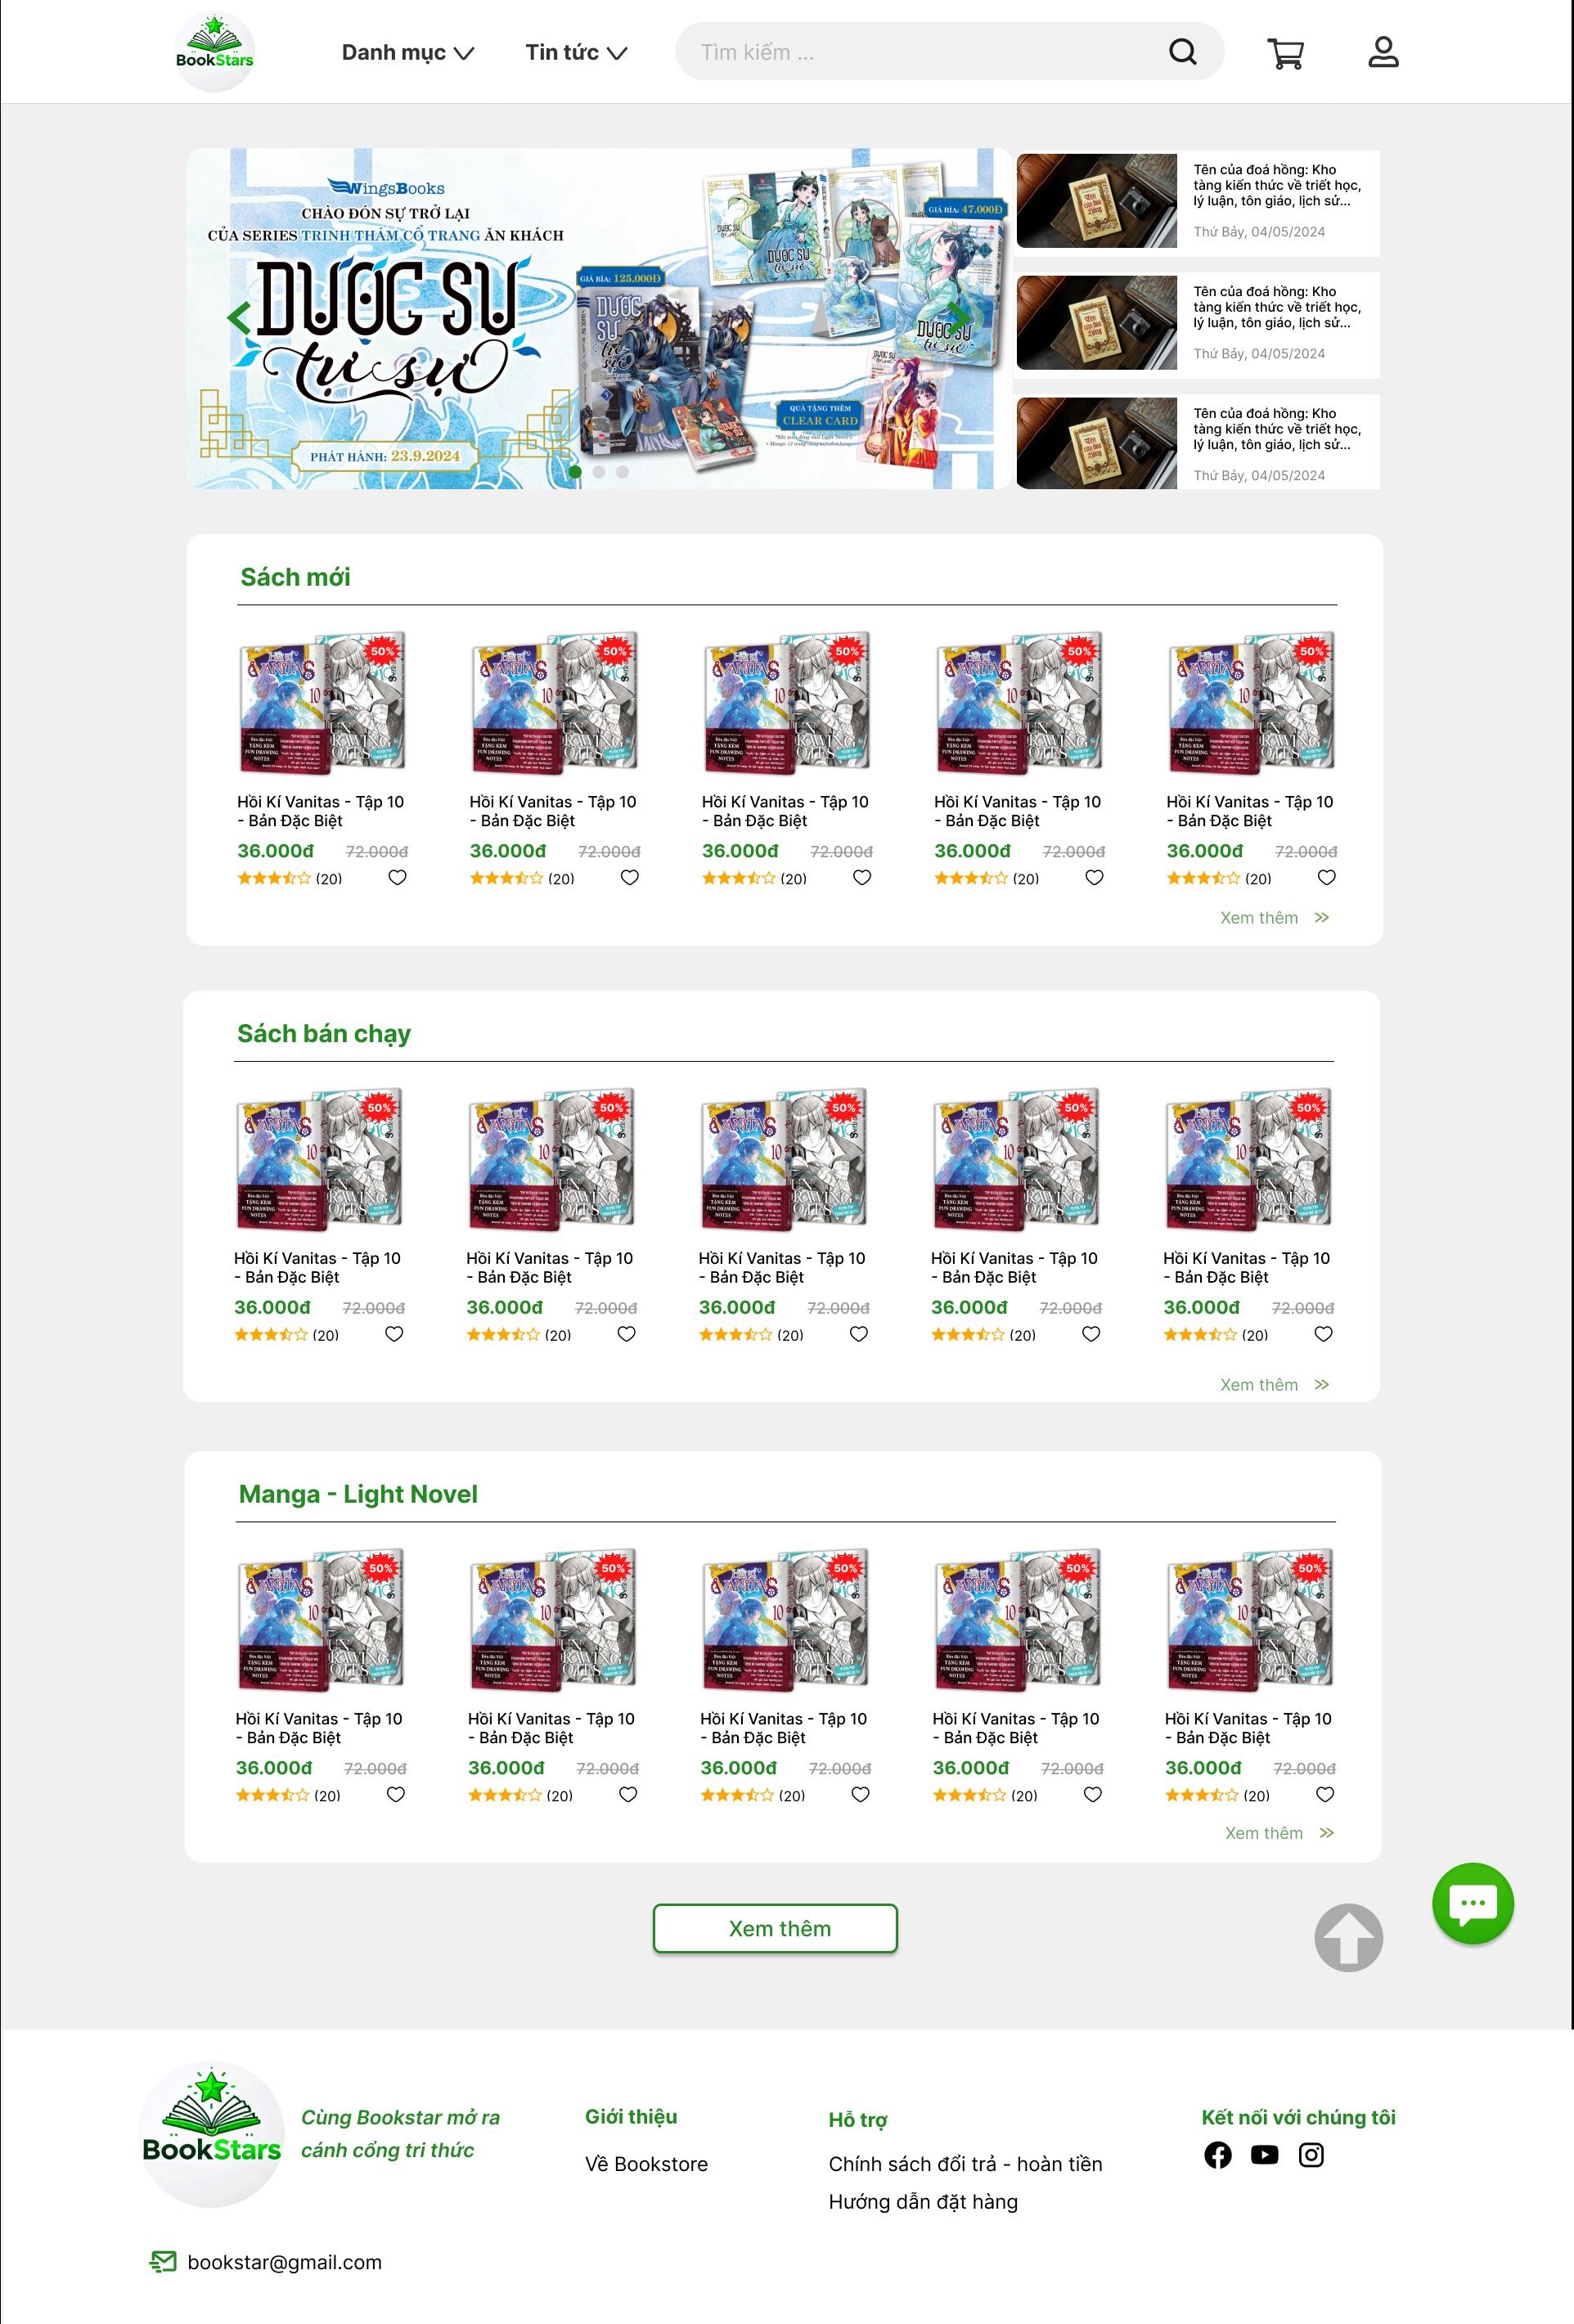 BookStars
Danh mục
Tin tức
Tìm kiếm ...
WingsBooks
CHÀO ĐÓN SỰ TRỞ LẠI
CỦA SERIES TRINH THÁM CỔ TRANG ĂN KHÁCH
DƯỢC SƯ
tự sự
PHÁT HÀNH: 23.9.2024
GIÁ BÌA: 125.000Đ
GIÁ BÌA: 47.000Đ
QUÀ TẶNG THÊM
CLEAR CARD
Tên của đoá hồng: Kho
tàng kiến thức về triết học,
lý luận, tôn giáo, lịch sử...
Thứ Bảy, 04/05/2024
Tên của đoá hồng: Kho
tàng kiến thức về triết học,
lý luận, tôn giáo, lịch sử...
Thứ Bảy, 04/05/2024
Tên của đoá hồng: Kho
tàng kiến thức về triết học,
lý luận, tôn giáo, lịch sử...
Thứ Bảy, 04/05/2024
Sách mới
50% 50% 50% 50% 50%
Hồi Kí Vanitas - Tập 10 Hồi Kí Vanitas - Tập 10 Hồi Kí Vanitas - Tập 10 Hồi Kí Vanitas - Tập 10 Hồi Kí Vanitas - Tập 10
- Bản Đặc Biệt - Bản Đặc Biệt - Bản Đặc Biệt - Bản Đặc Biệt - Bản Đặc Biệt
36.000đ 72.000đ 36.000đ 72.000đ 36.000đ 72.000đ 36.000đ 72.000đ 36.000đ 72.000đ
(20) (20) (20) (20) (20)
Xem thêm
Sách bán chạy
50% 50% 50% 50% 50%
Hồi Kí Vanitas - Tập 10 Hồi Kí Vanitas - Tập 10 Hồi Kí Vanitas - Tập 10 Hồi Kí Vanitas - Tập 10 Hồi Kí Vanitas - Tập 10
- Bản Đặc Biệt - Bản Đặc Biệt - Bản Đặc Biệt - Bản Đặc Biệt - Bản Đặc Biệt
36.000đ 72.000đ 36.000đ 72.000đ 36.000đ 72.000đ 36.000đ 72.000đ 36.000đ 72.000đ
(20) (20) (20) (20) (20)
Xem thêm
Manga - Light Novel
50% 50% 50% 50% 50%
Hồi Kí Vanitas - Tập 10 Hồi Kí Vanitas - Tập 10 Hồi Kí Vanitas - Tập 10 Hồi Kí Vanitas - Tập 10 Hồi Kí Vanitas - Tập 10
- Bản Đặc Biệt - Bản Đặc Biệt - Bản Đặc Biệt - Bản Đặc Biệt - Bản Đặc Biệt
36.000đ 72.000đ 36.000đ 72.000đ 36.000đ 72.000đ 36.000đ 72.000đ 36.000đ 72.000đ
(20) (20) (20) (20) (20)
Xem thêm
Xem thêm
BookStars
Cùng Bookstar mở ra
cánh cổng tri thức
bookstar@gmail.com
Giới thiệu
Về Bookstore
Hỗ trợ
Chính sách đổi trả - hoàn tiền
Hướng dẫn đặt hàng
Kết nối với chúng tôi